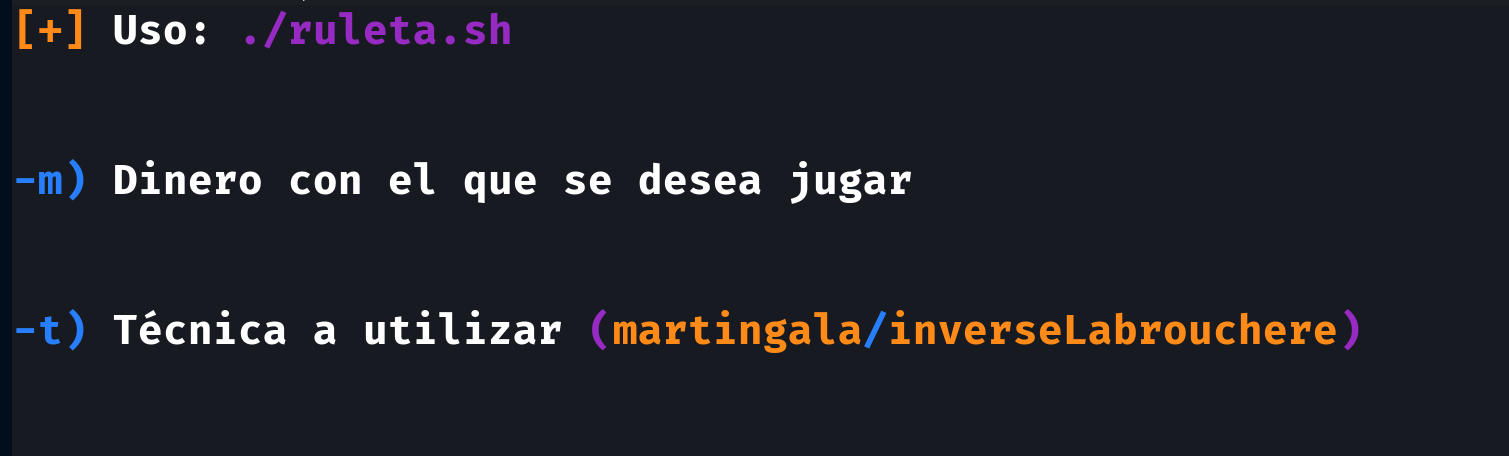 [+] Uso: ./ruleta.sh
-m) Dinero con el que se desea jugar
-t) Técnica a utilizar (martingala/inverseLabrouchere)